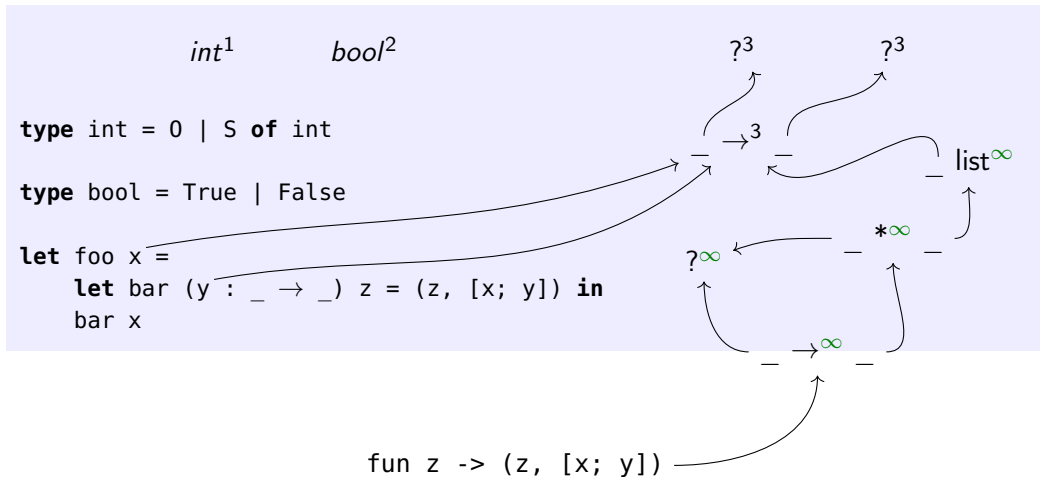 int¹ bool² ?³ ?³
type int = O | S of int
_ →³ _
_ list∞
type bool = True | False
_ *∞ _
let foo x =
?∞
let bar (y : _ → _) z = (z, [x; y]) in
bar x
_ →∞ _
fun z -> (z, [x; y])